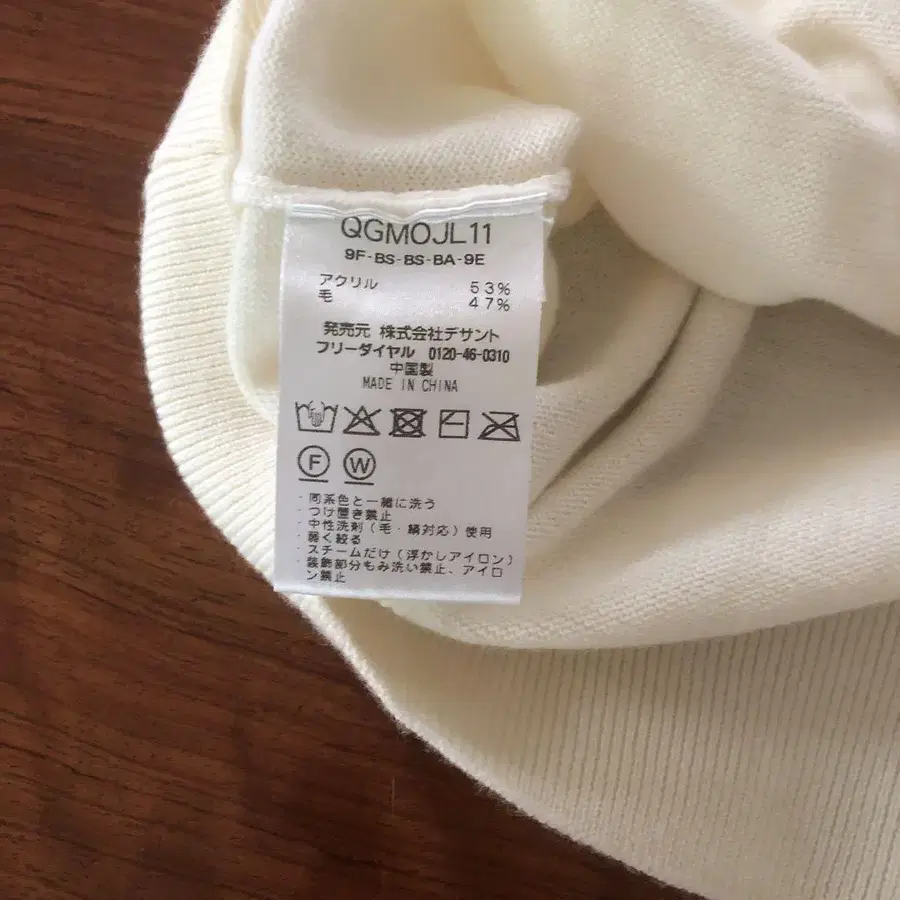 QGMOJL11
9F-BS-BS-BA-9E
アクリル 53%
毛 47%
発売元 株式会社デサント
フリーダイヤル 0120-46-0310
中国製
MADE IN CHINA
F W
・同系色と一緒に洗う
・つけ置き禁止
・中性洗剤(毛・絹対応)使用
・弱く絞る
・スチームだけ(浮かしアイロン)
・装飾部分もみ洗い禁止、アイロ
ン禁止